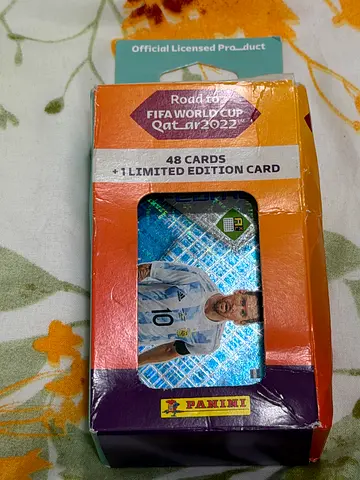 Official Licensed Product
Road to
FIFA WORLD CUP
Qatar2022
48 CARDS
+ 1 LIMITED EDITION CARD
10
PANINI